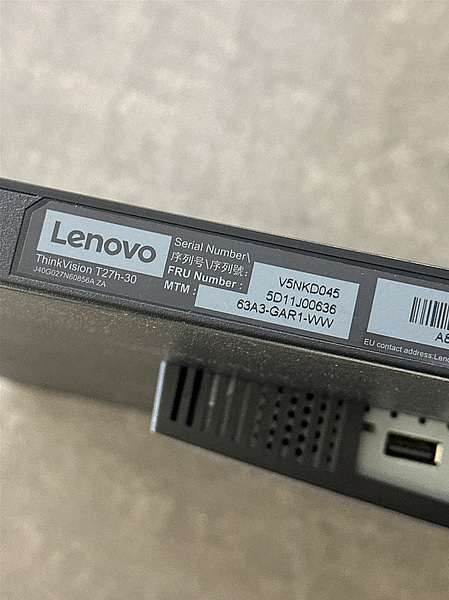 Lenovo
ThinkVision T27h-30
J40G027N60856A ZA
Serial Number\
序列号\序列號:
V5NKD045
FRU Number : 5D11J00636
MTM : 63A3-GAR1-WW
A8
EU contact address:Leno